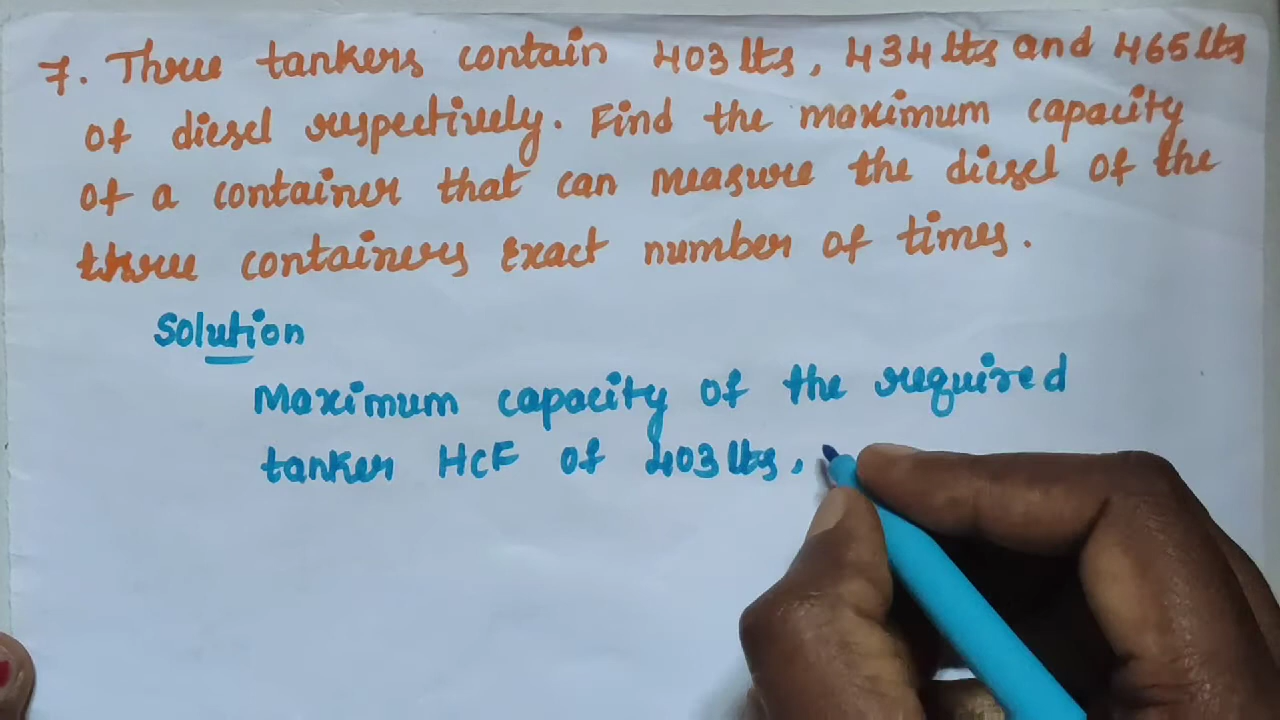 7. Three tankers contain 403 lts, 434 lts and 465 lts
of diesel respectively. Find the maximum capacity
of a container that can measure the diesel of the
three containers exact number of times.
Solution
Maximum capacity of the required
tanker HCF of 403 lts,